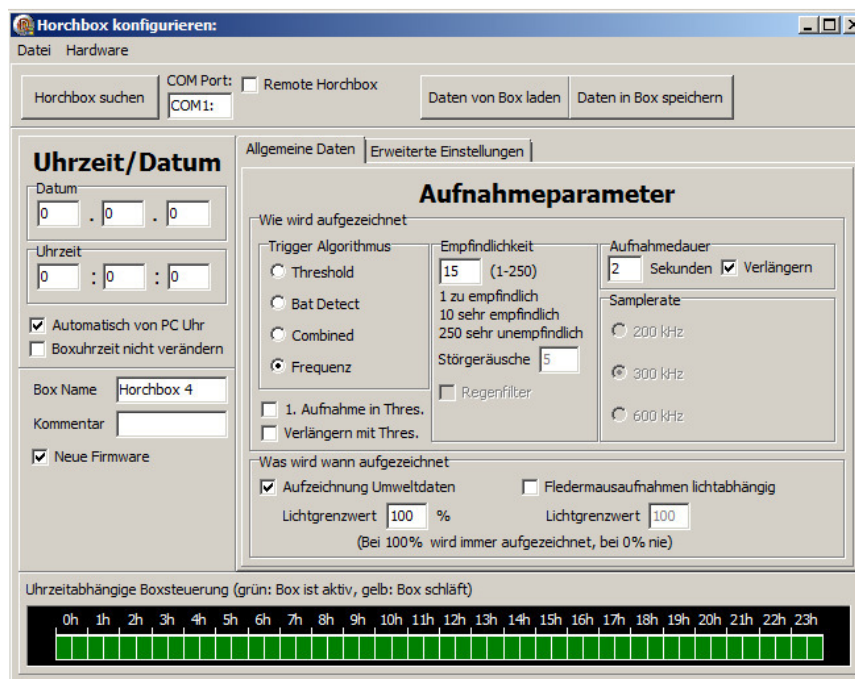 Horchbox konfigurieren:
Datei Hardware
Horchbox suchen
COM Port:
COM1:
Remote Horchbox
Daten von Box laden
Daten in Box speichern
Uhrzeit/Datum
Datum
0 . 0 . 0
Uhrzeit
0 : 0 : 0
Automatisch von PC Uhr
Boxuhrzeit nicht verändern
Box Name Horchbox 4
Kommentar
Neue Firmware
Allgemeine Daten
Erweiterte Einstellungen
Aufnahmeparameter
Wie wird aufgezeichnet
Trigger Algorithmus
Threshold
Bat Detect
Combined
Frequenz
1. Aufnahme in Thres.
Verlängern mit Thres.
Empfindlichkeit
15 (1-250)
1 zu empfindlich
10 sehr empfindlich
250 sehr unempfindlich
Störgeräusche 5
Regenfilter
Aufnahmedauer
2 Sekunden Verlängern
Samplerate
200 kHz
300 kHz
600 kHz
Was wird wann aufgezeichnet
Aufzeichnung Umweltdaten
Lichtgrenzwert 100 %
Fledermausaufnahmen lichtabhängig
Lichtgrenzwert 100
(Bei 100% wird immer aufgezeichnet, bei 0% nie)
Uhrzeitabhängige Boxsteuerung (grün: Box ist aktiv, gelb: Box schläft)
0h 1h 2h 3h 4h 5h 6h 7h 8h 9h 10h 11h 12h 13h 14h 15h 16h 17h 18h 19h 20h 21h 22h 23h